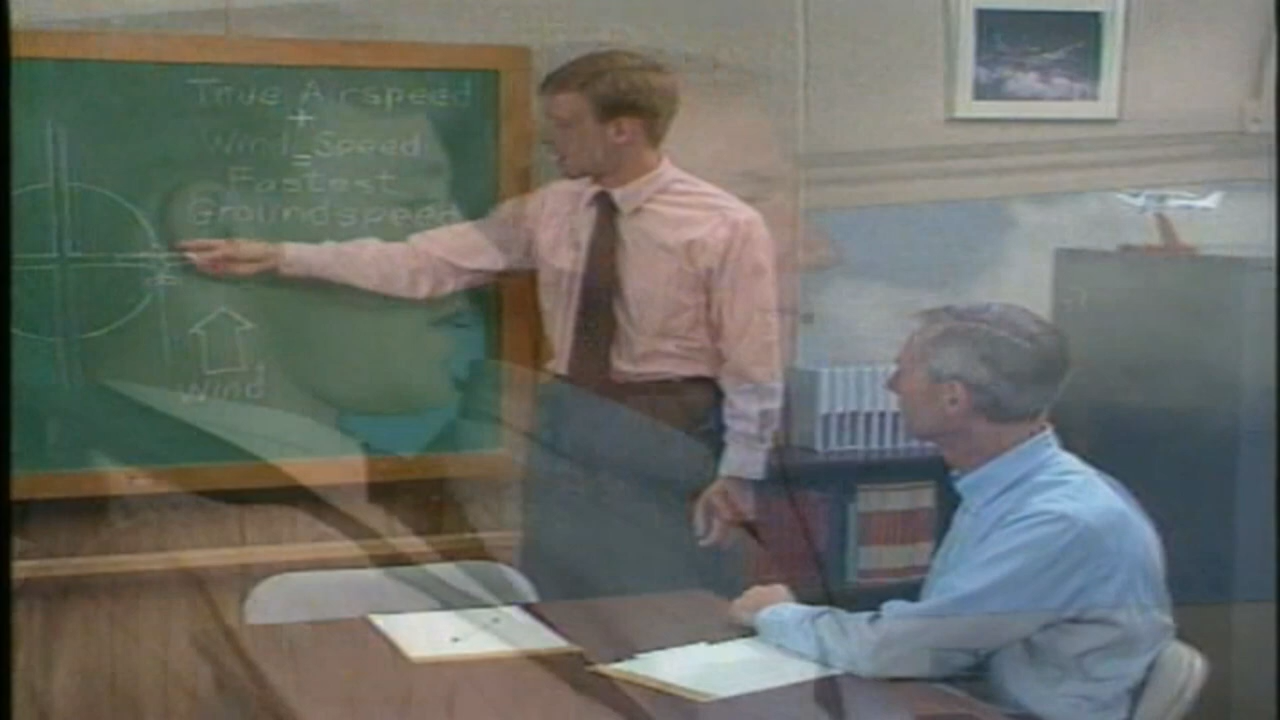 True Airspeed
+
Wind Speed
=
Fastest
Groundspeed
Wind